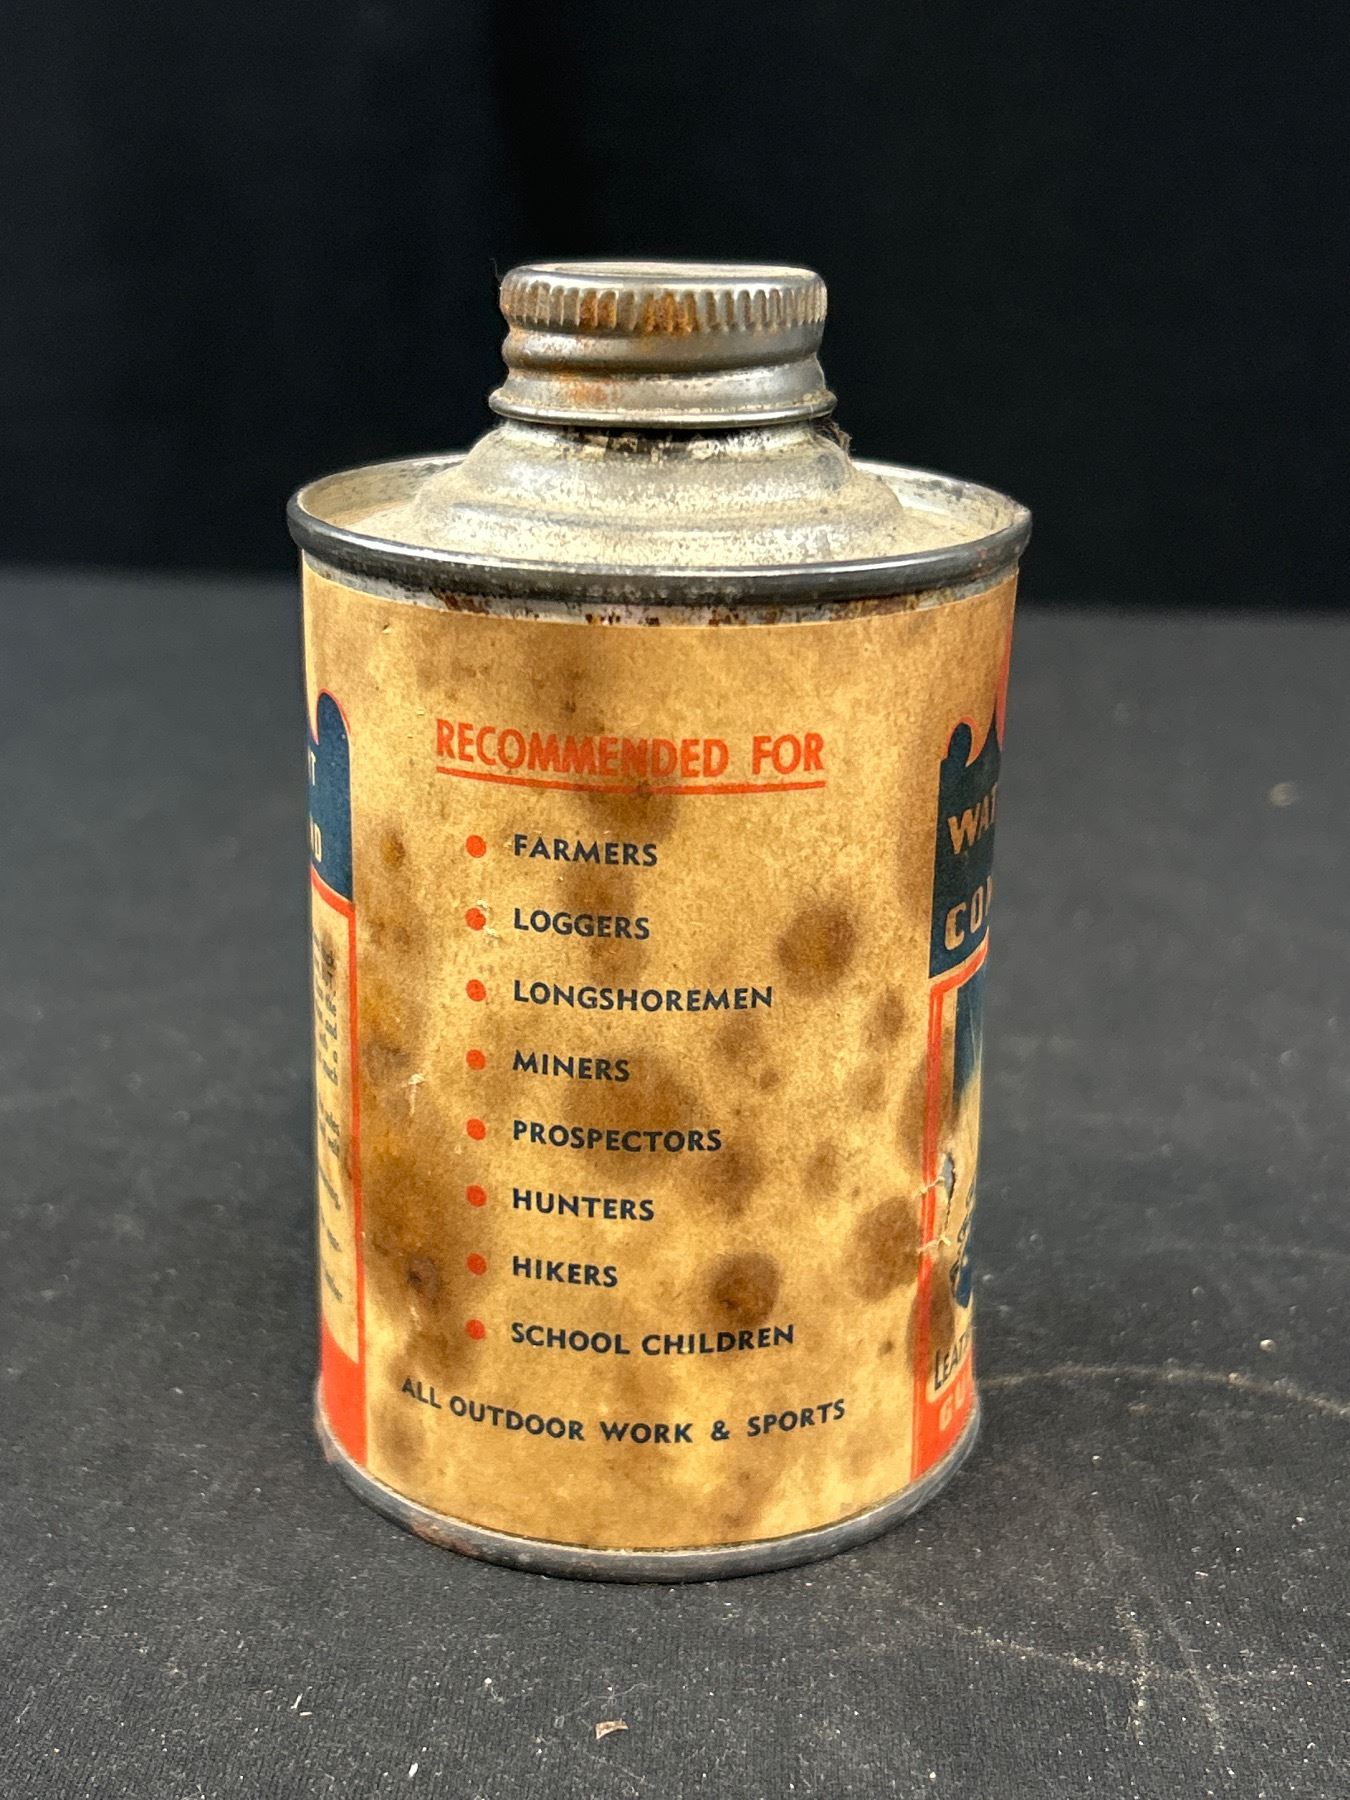 RECOMMENDED FOR
• FARMERS
• LOGGERS
• LONGSHOREMEN
• MINERS
• PROSPECTORS
• HUNTERS
• HIKERS
• SCHOOL CHILDREN
ALL OUTDOOR WORK & SPORTS